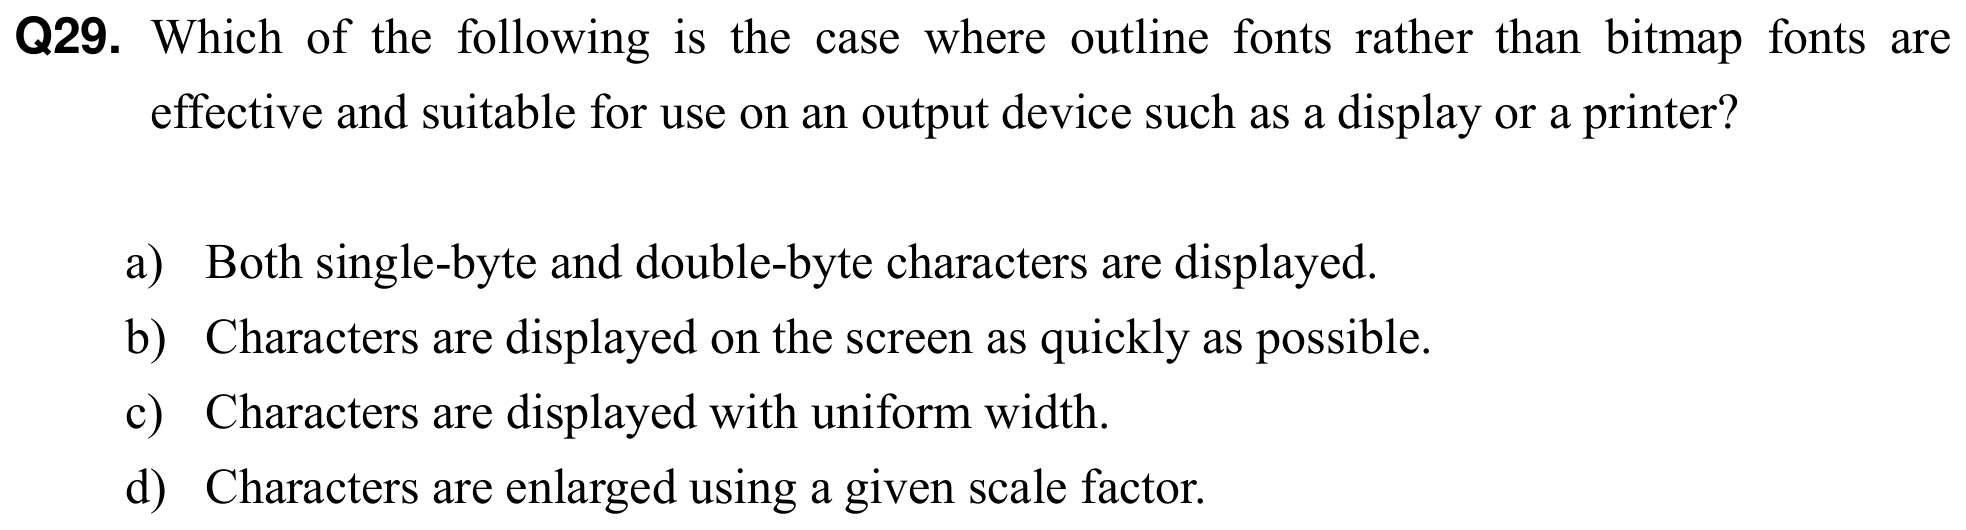 Q29. Which of the following is the case where outline fonts rather than bitmap fonts are
effective and suitable for use on an output device such as a display or a printer?
a) Both single-byte and double-byte characters are displayed.
b) Characters are displayed on the screen as quickly as possible.
c) Characters are displayed with uniform width.
d) Characters are enlarged using a given scale factor.